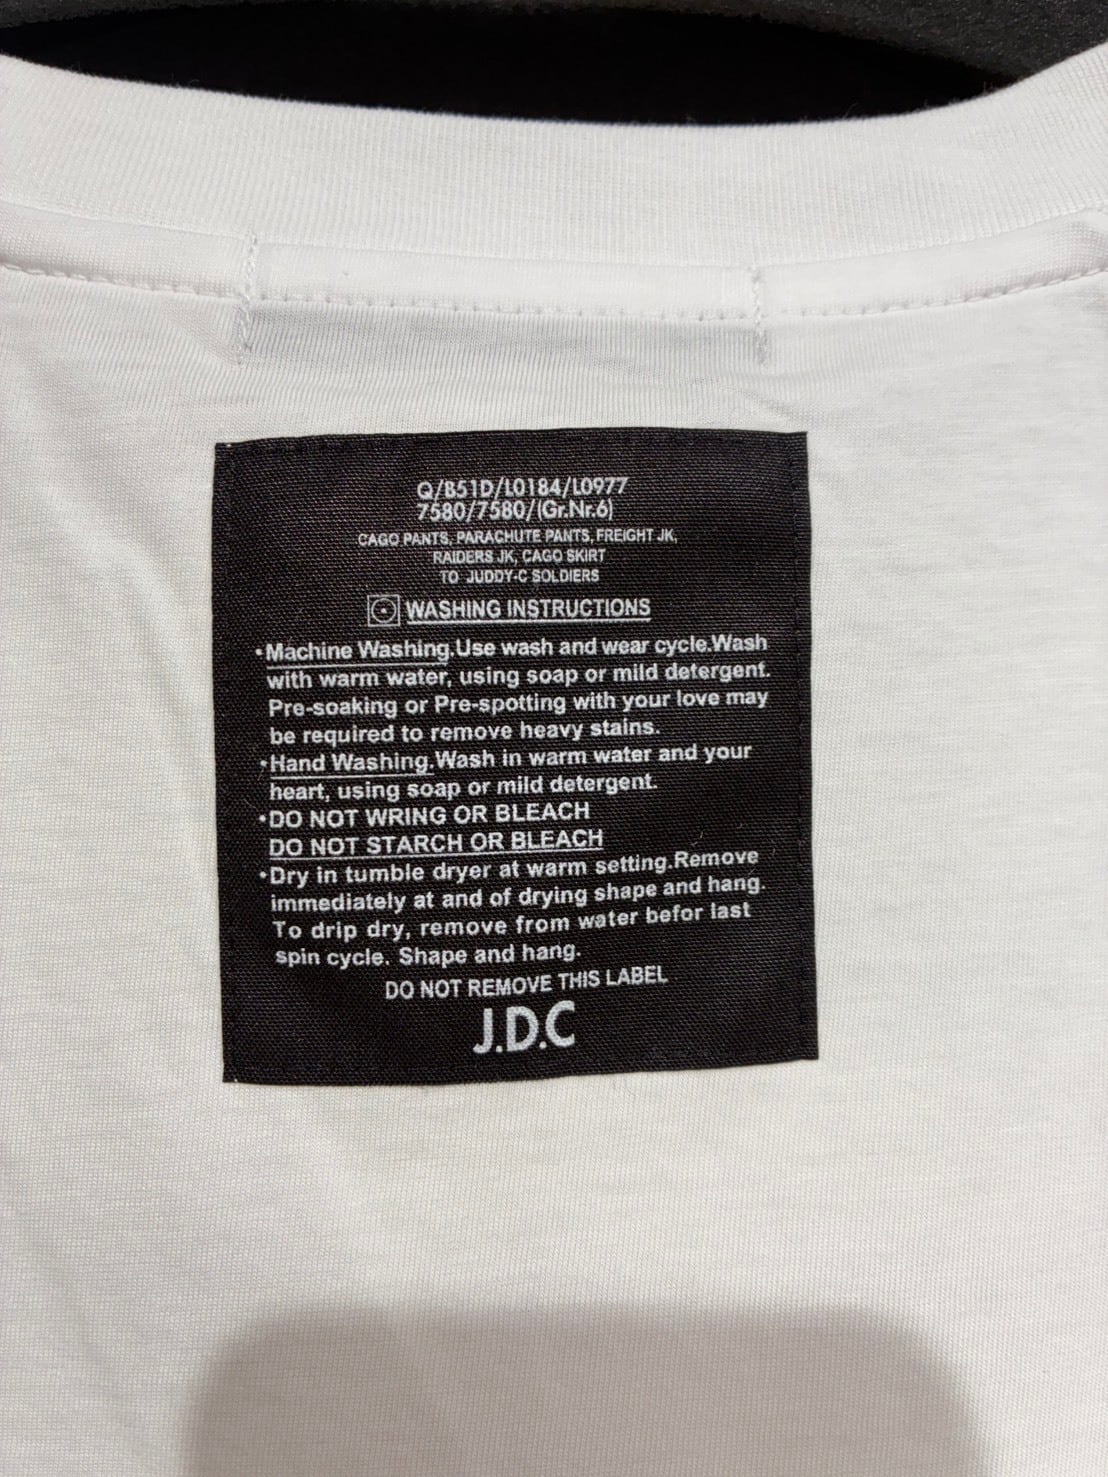 Q/B51D/L0184/L0977
7580/7580/(Gr.Nr.6)
CAGO PANTS, PARACHUTE PANTS, FREIGHT JK,
RAIDERS JK, CAGO SKIRT
TO JUDDY-C SOLDIERS
WASHING INSTRUCTIONS
•Machine Washing.Use wash and wear cycle.Wash
with warm water, using soap or mild detergent.
Pre-soaking or Pre-spotting with your love may
be required to remove heavy stains.
•Hand Washing.Wash in warm water and your
heart, using soap or mild detergent.
•DO NOT WRING OR BLEACH
DO NOT STARCH OR BLEACH
•Dry in tumble dryer at warm setting.Remove
immediately at and of drying shape and hang.
To drip dry, remove from water befor last
spin cycle. Shape and hang.
DO NOT REMOVE THIS LABEL
J.D.C